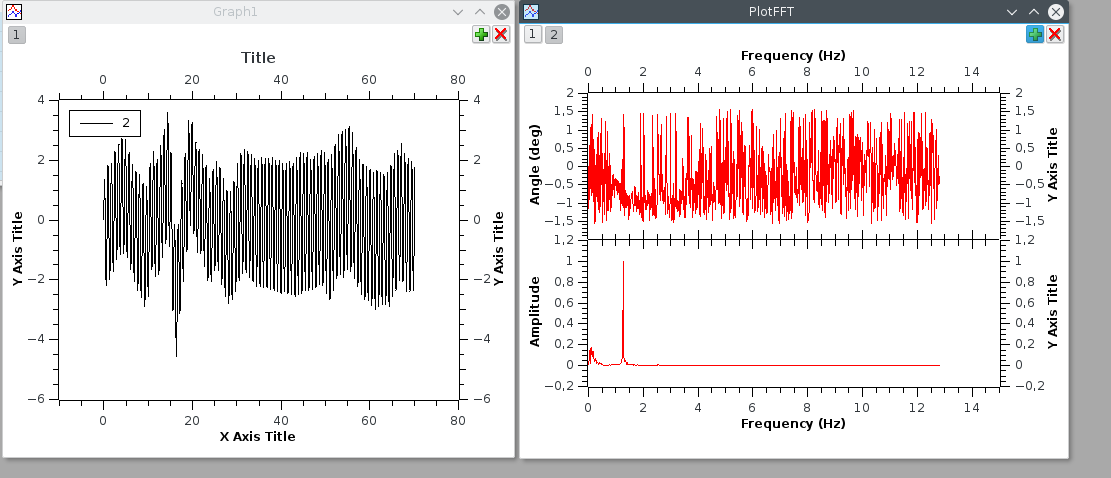 Graph1
1
Title
0 20 40 60 80
4 4
2
2 2
0 0
−2 −2
−4 −4
−6 −6
Y Axis Title
Y Axis Title
0 20 40 60 80
X Axis Title
PlotFFT
1 2
Frequency (Hz)
0 2 4 6 8 10 12 14
2 2
1,5 1,5
1 1
0,5 0,5
0 0
−0,5 −0,5
−1 −1
−1,5 −1,5
Angle (deg)
Y Axis Title
1,2 1,2
1 1
0,8 0,8
0,6 0,6
0,4 0,4
0,2 0,2
0 0
−0,2 −0,2
Amplitude
Y Axis Title
0 2 4 6 8 10 12 14
Frequency (Hz)